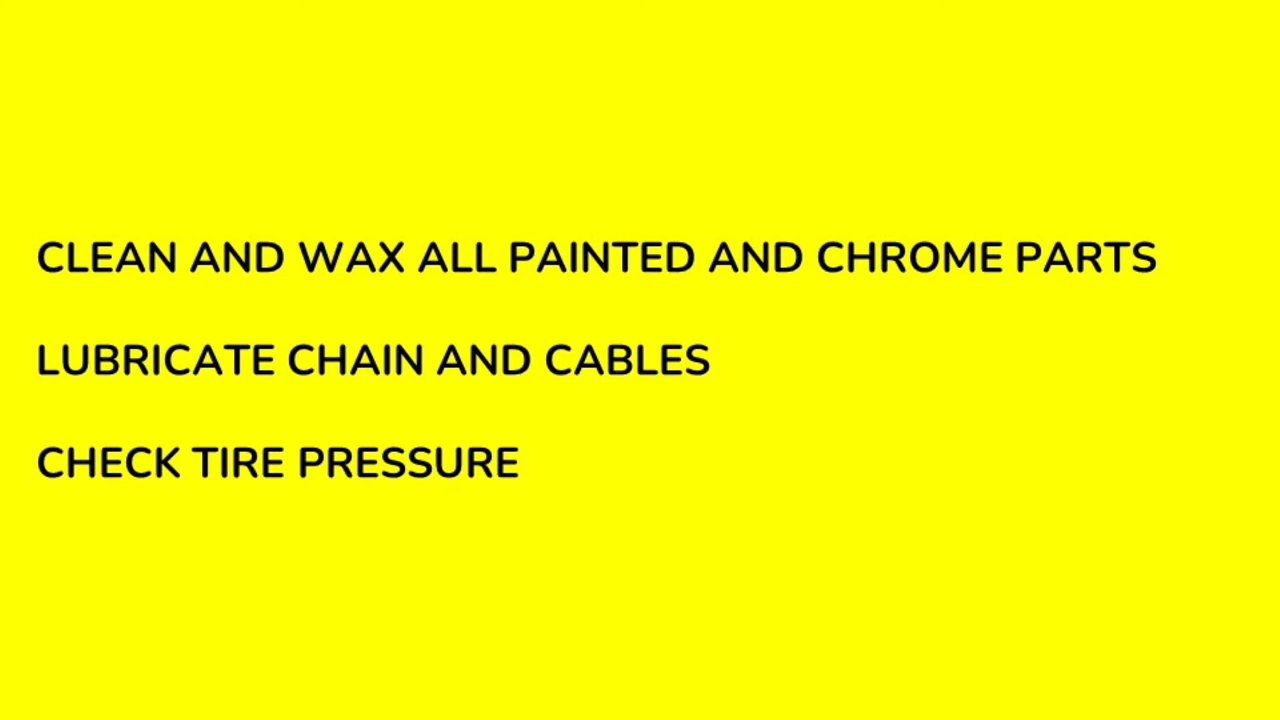 CLEAN AND WAX ALL PAINTED AND CHROME PARTS
LUBRICATE CHAIN AND CABLES
CHECK TIRE PRESSURE